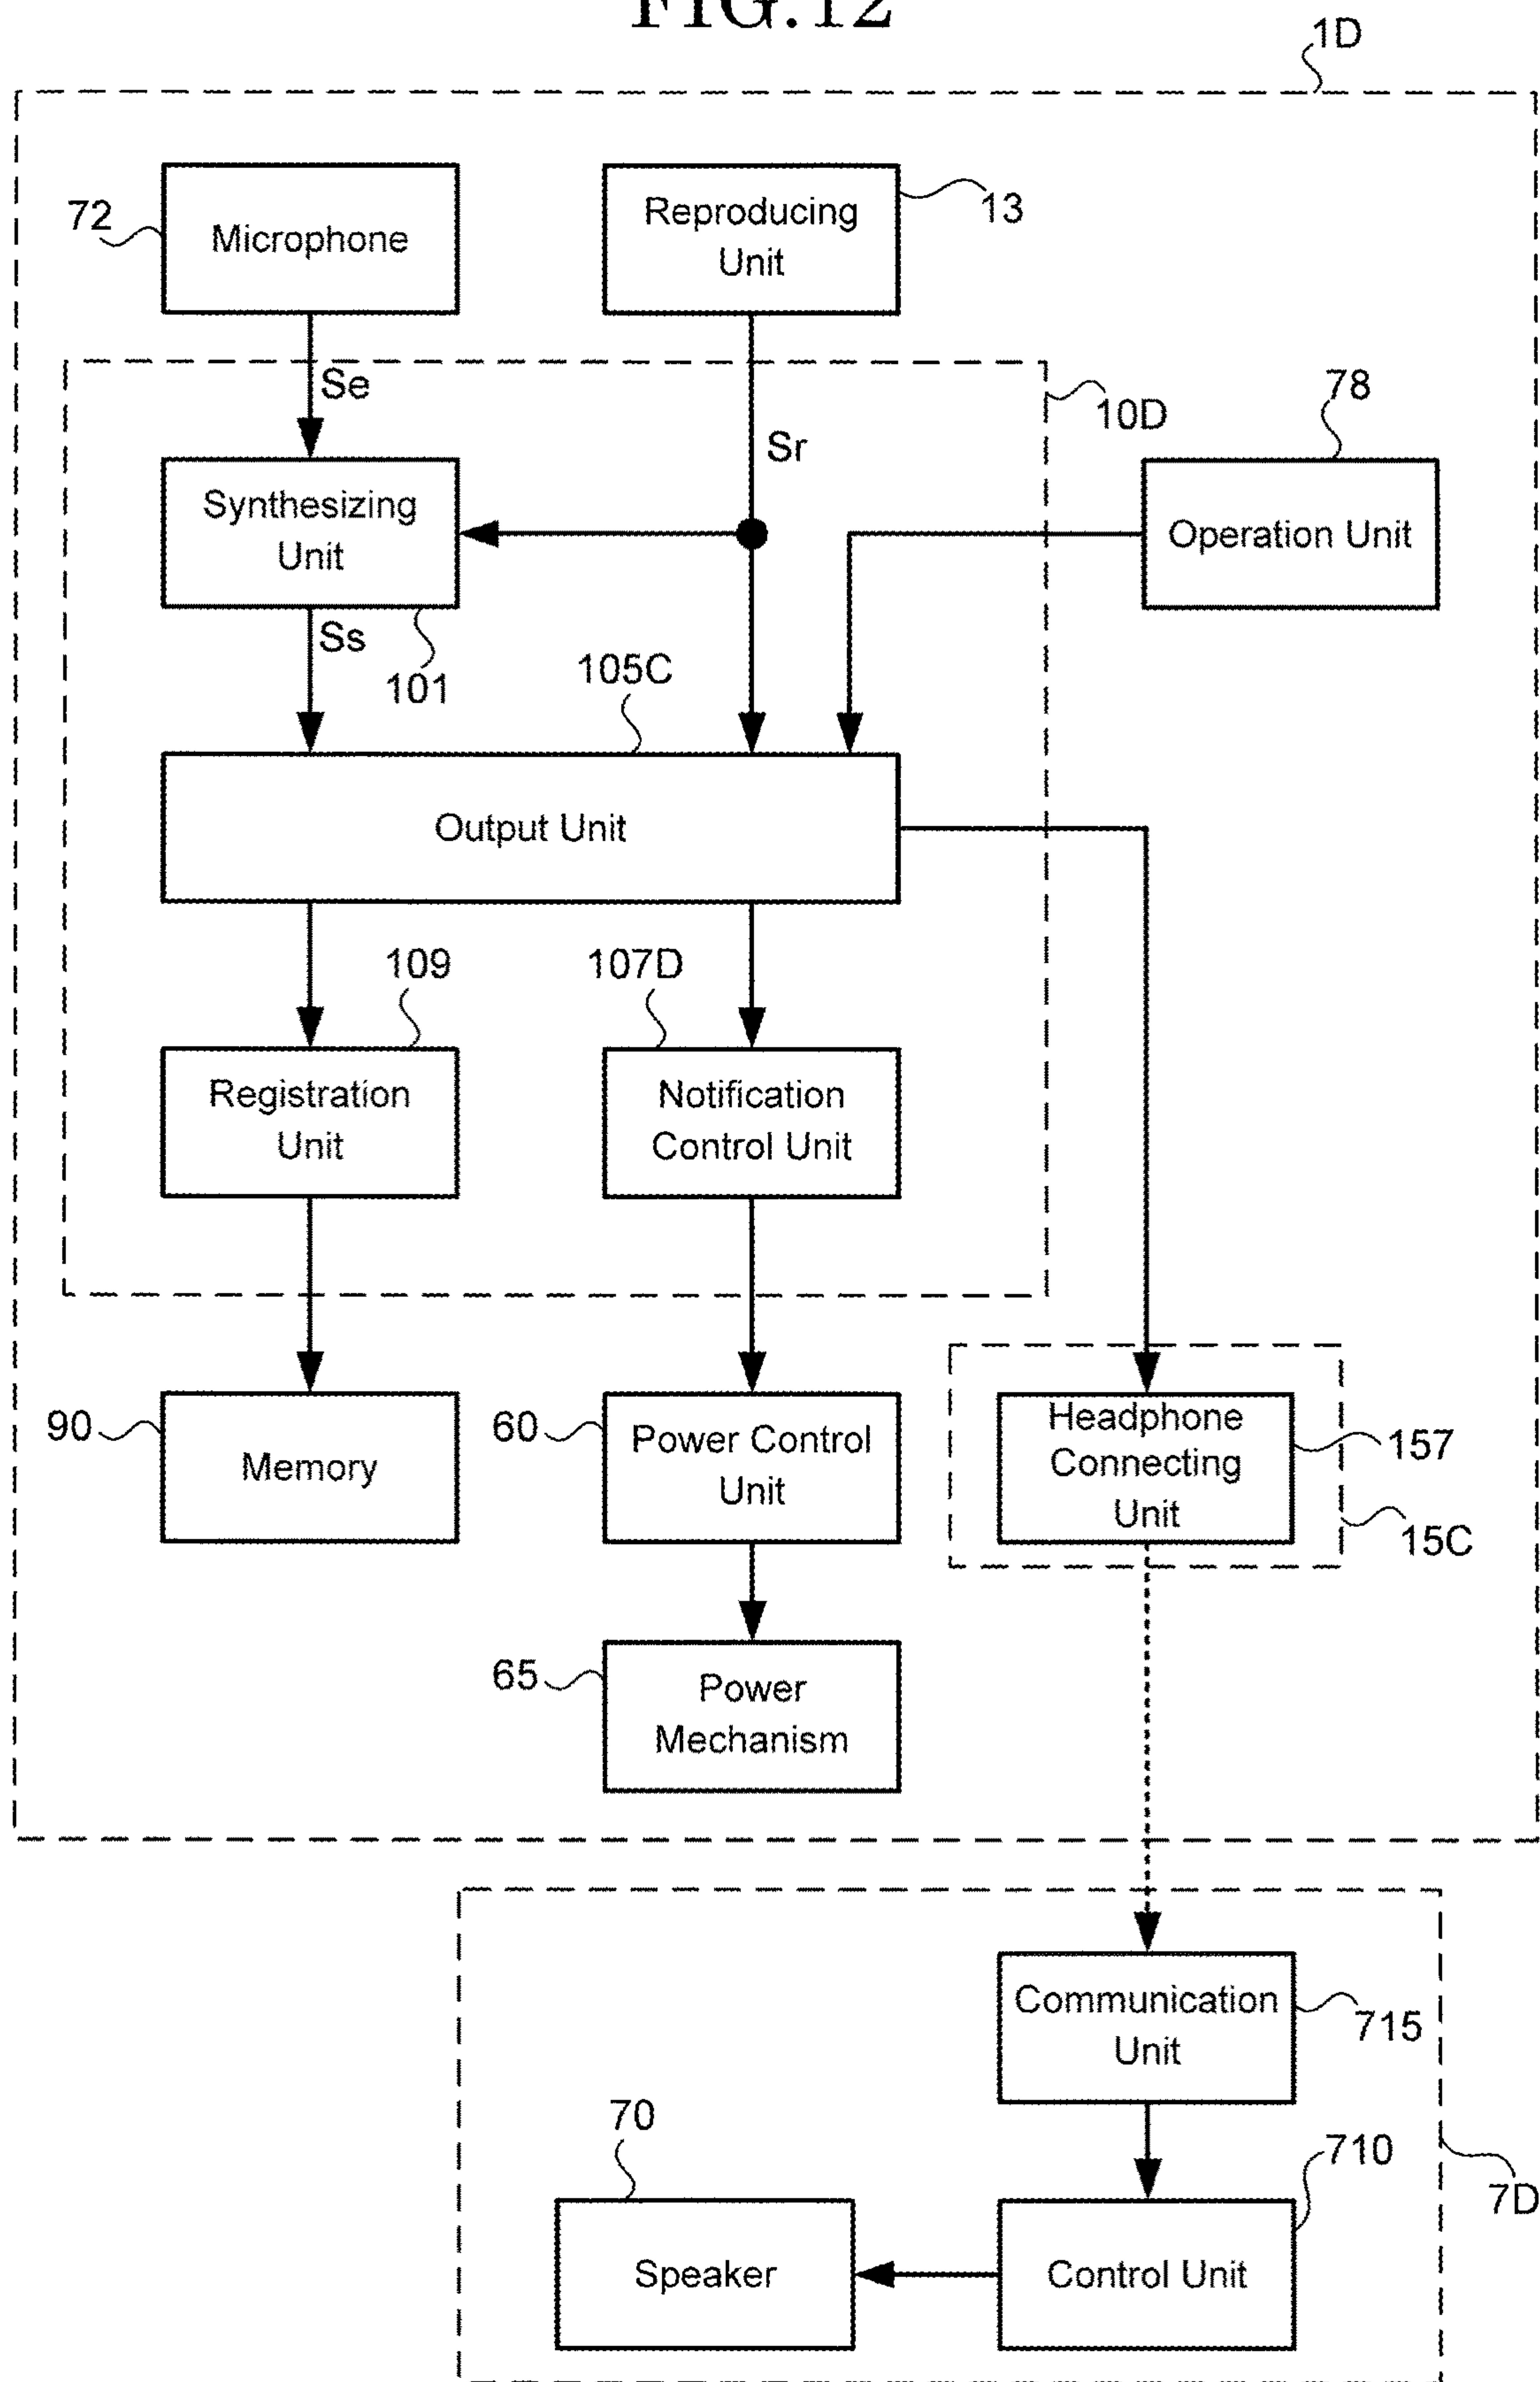 FIG.12
1D
72
Microphone
Reproducing
Unit
13
Se
10D
78
Sr
Synthesizing
Unit
Operation Unit
Ss
101
105C
Output Unit
109
107D
Registration
Unit
Notification
Control Unit
90
Memory
60
Power Control
Unit
Headphone
Connecting
Unit
157
15C
65
Power
Mechanism
Communication
Unit
715
70
710
7D
Speaker
Control Unit